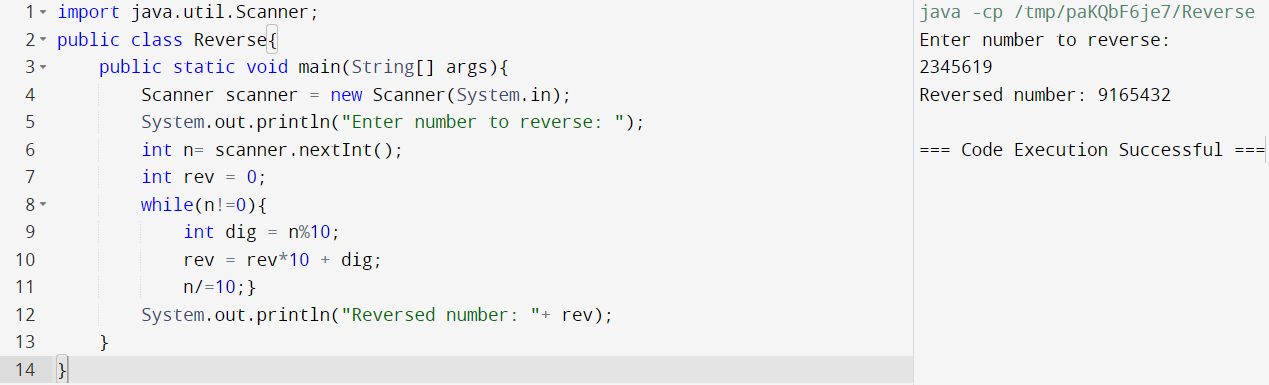 1 import java.util.Scanner;
2 public class Reverse{
3     public static void main(String[] args){
4         Scanner scanner = new Scanner(System.in);
5         System.out.println("Enter number to reverse: ");
6         int n= scanner.nextInt();
7         int rev = 0;
8         while(n!=0){
9             int dig = n%10;
10             rev = rev*10 + dig;
11             n/=10;}
12         System.out.println("Reversed number: "+ rev);
13     }
14 }
java -cp /tmp/paKQbF6je7/Reverse
Enter number to reverse:
2345619
Reversed number: 9165432
=== Code Execution Successful ===